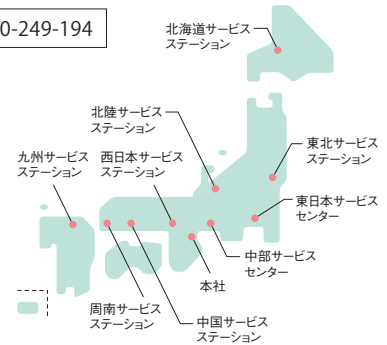 0-249-194
北海道サービス
ステーション
北陸サービス
ステーション
九州サービス
ステーション
西日本サービス
ステーション
東北サービス
ステーション
東日本サービス
センター
中部サービス
センター
本社
周南サービス
ステーション
中国サービス
ステーション